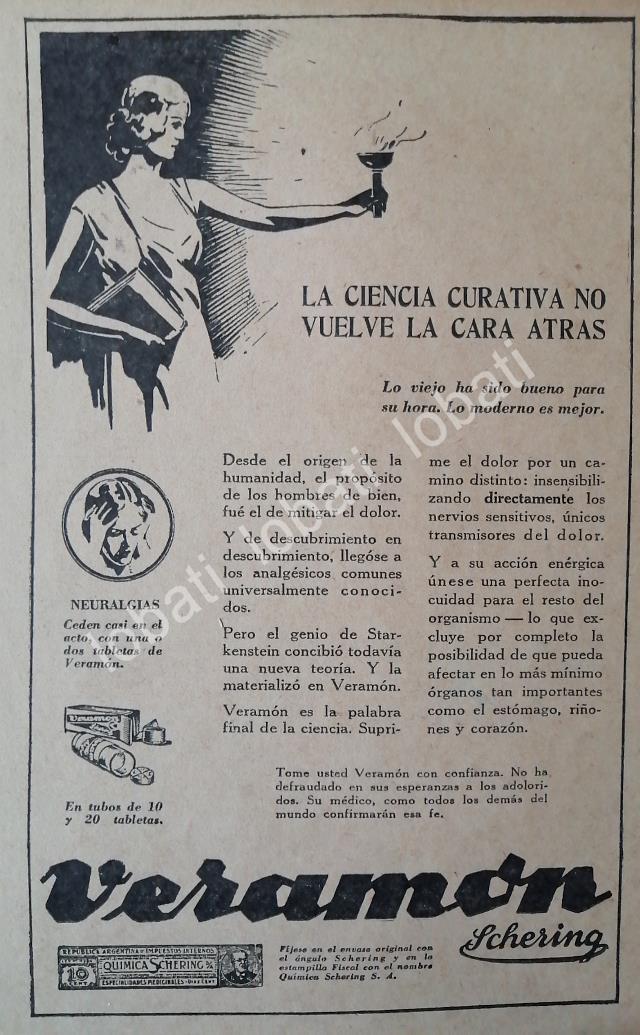 LA CIENCIA CURATIVA NO
VUELVE LA CARA ATRAS
Lo viejo ha sido bueno para
su hora. Lo moderno es mejor.
Desde el origen de la
humanidad, el propósito
de los hombres de bien,
fué el de mitigar el dolor.
Y de descubrimiento en
descubrimiento, llegóse a
los analgésicos comunes
universalmente conoci-
dos.
Pero el genio de Star-
kenstein concibió todavía
una nueva teoría. Y la
materializó en Veramón.
Veramón es la palabra
final de la ciencia. Supri-
me el dolor por un ca-
mino distinto: insensibili-
zando directamente los
nervios sensitivos, únicos
transmisores del dolor.
Y a su acción enérgica
únese una perfecta ino-
cuidad para el resto del
organismo — lo que ex-
cluye por completo la
posibilidad de que pueda
afectar en lo más mínimo
órganos tan importantes
como el estómago, riño-
nes y corazón.
NEURALGIAS
Ceden casi en el
acto, con una o
dos tabletas de
Veramón.
Veramon
En tubos de 10
y 20 tabletas.
Tome usted Veramón con confianza. No ha
defraudado en sus esperanzas a los adolori-
dos. Su médico, como todos los demás del
mundo confirmarán esa fe.
Veramón
Schering
REPUBLICA ARGENTINA IMPUESTOS INTERNOS
10
CENT
QUIMICA SCHERING S/A
ESPECIALIDADES MEDICINALES - DIEZ CENT
Fíjese en el envase original con
el ángulo Schering y en la
estampilla Fiscal con el nombre
Química Schering S. A.
lobati lobati lobati lobati